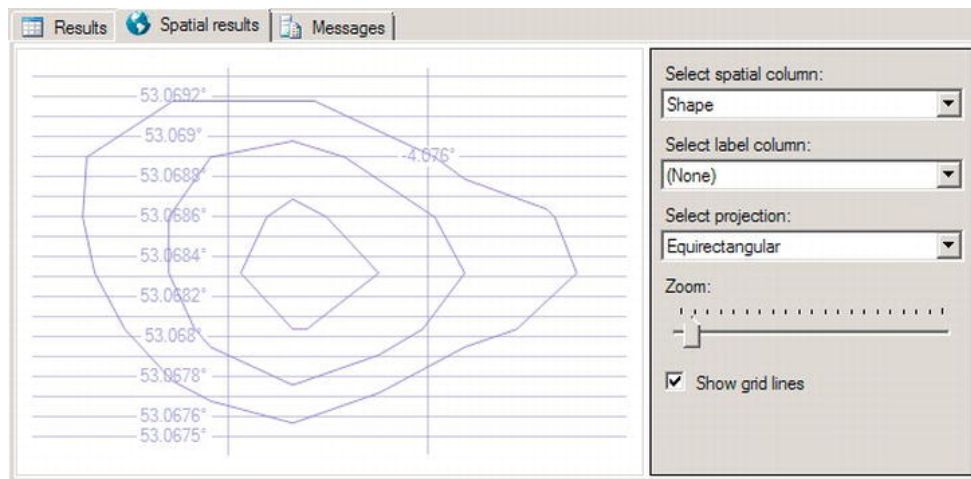 Results
Spatial results
Messages
53.0692°
53.069°
-4.076°
53.0688°
53.0686°
53.0684°
53.0682°
53.068°
53.0678°
53.0676°
53.0675°
Select spatial column:
Shape
Select label column:
(None)
Select projection:
Equirectangular
Zoom:
Show grid lines